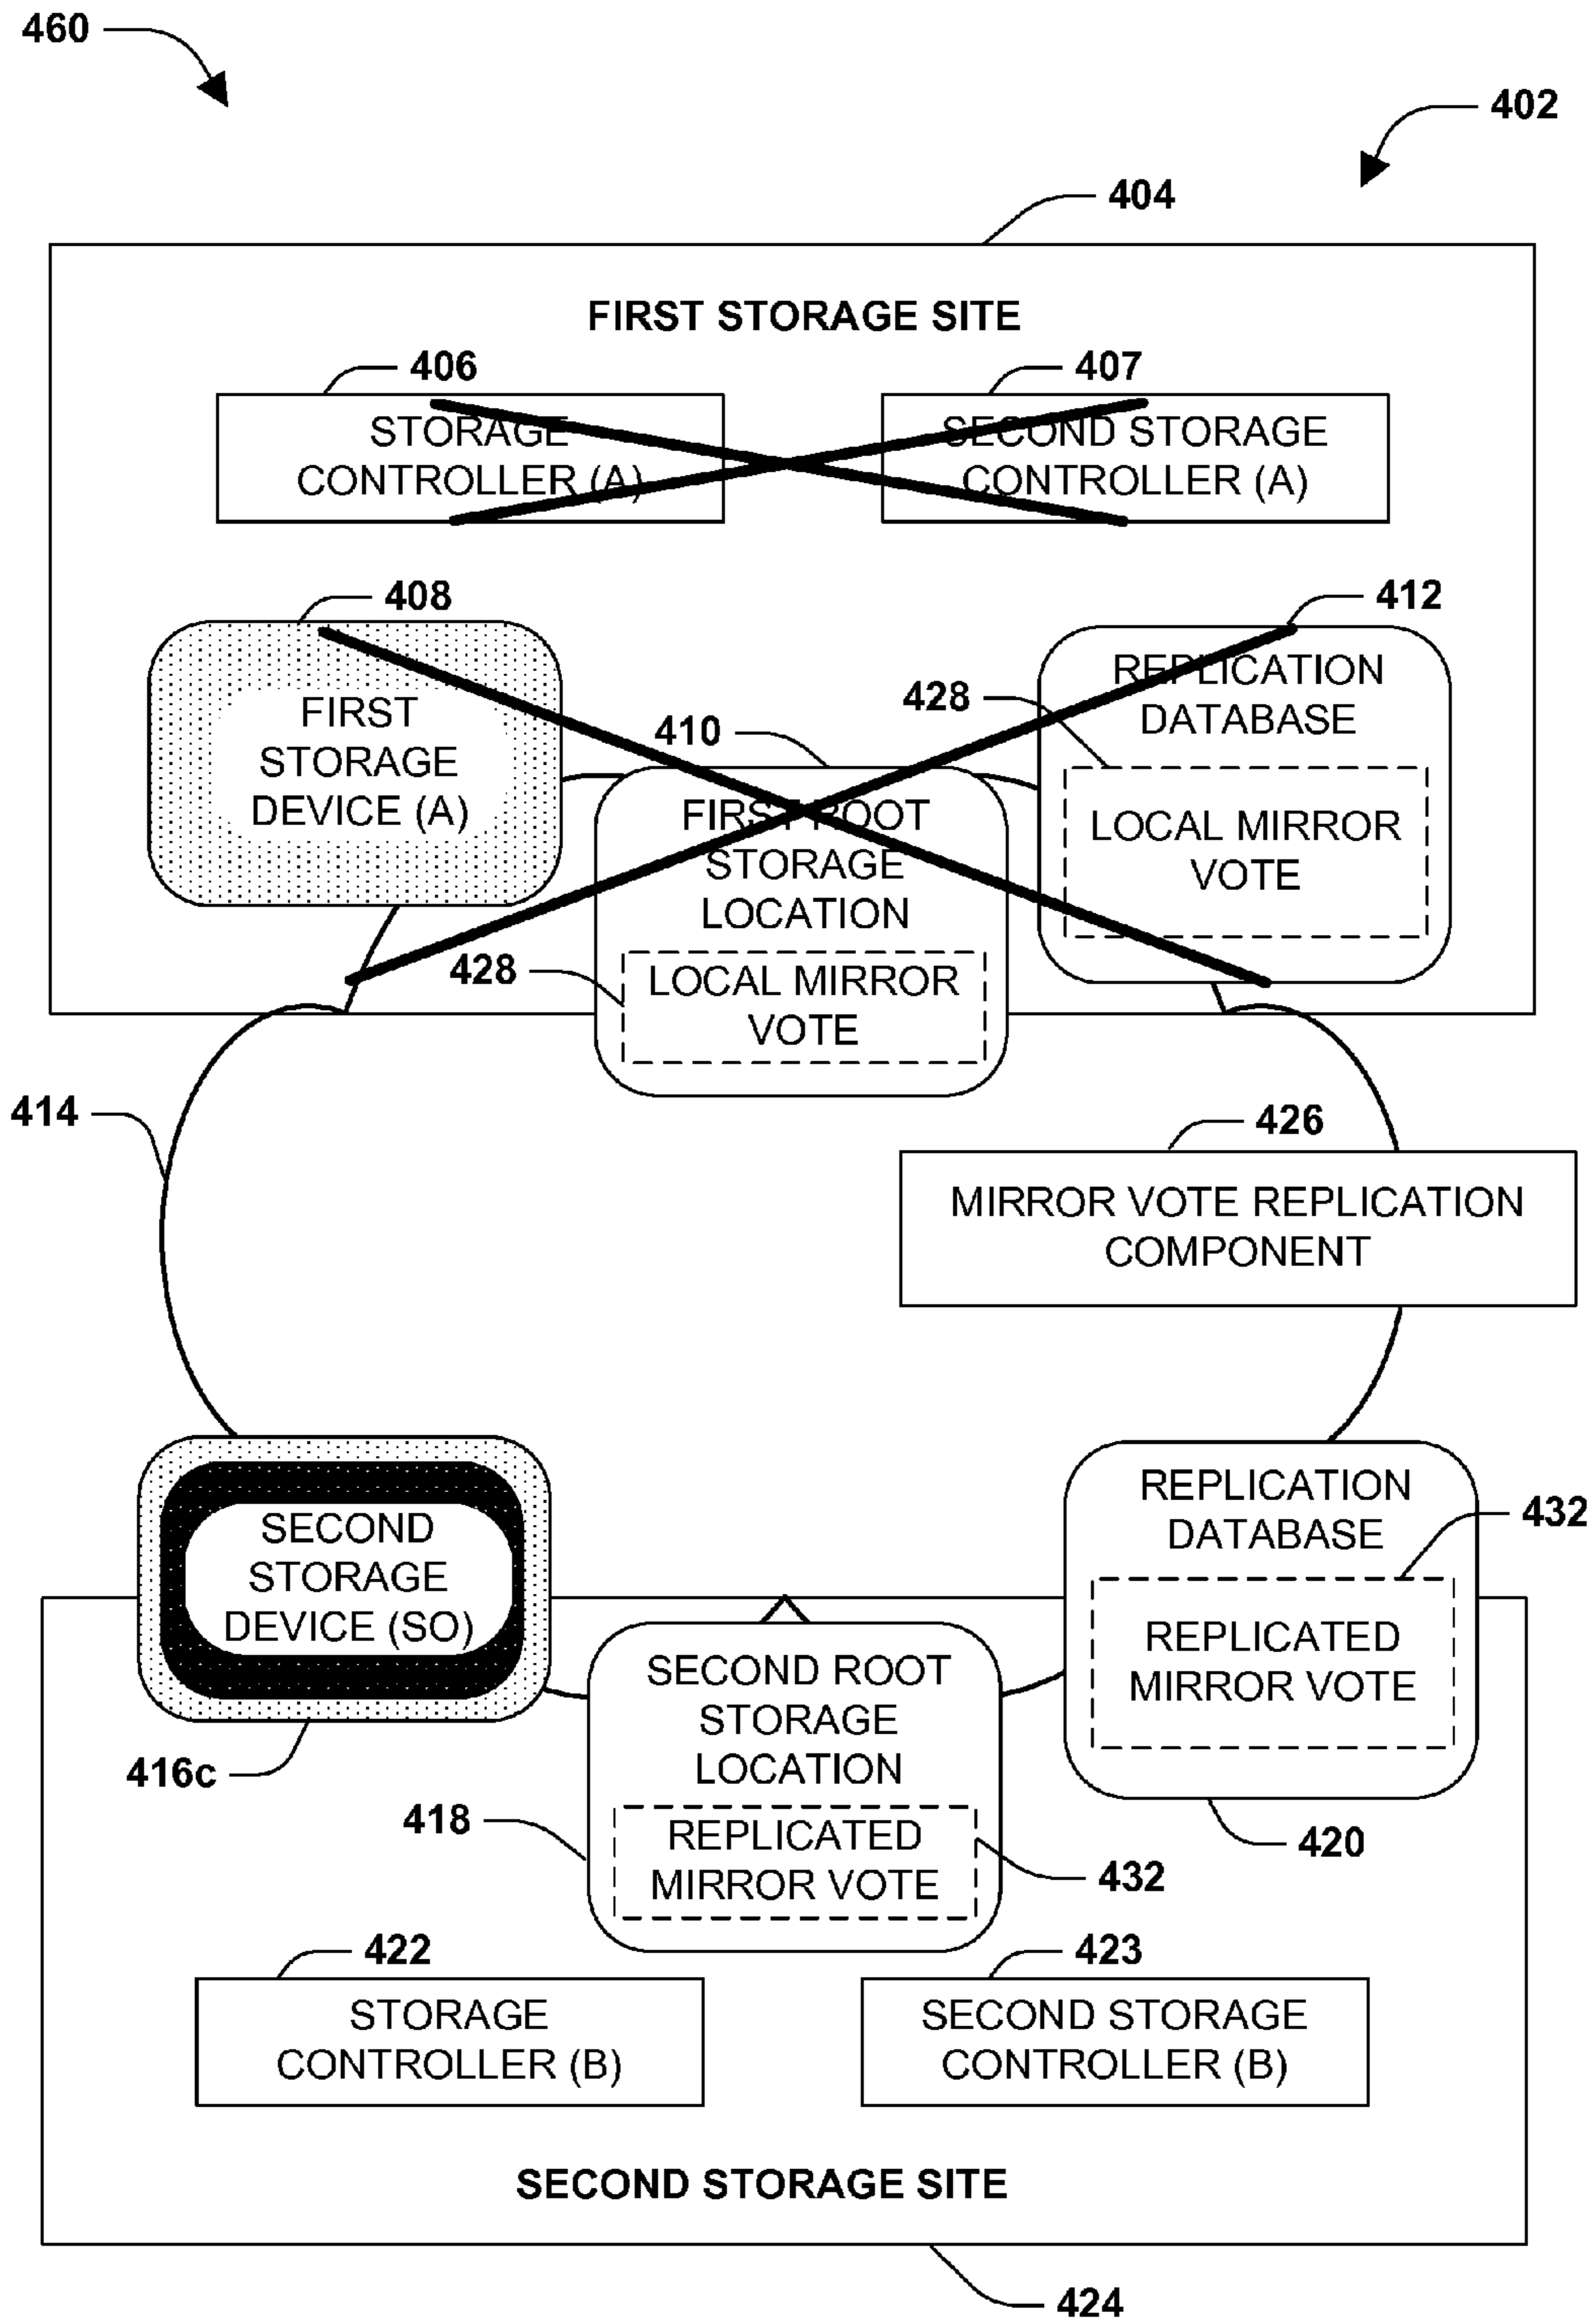 460
402
404
FIRST STORAGE SITE
406
407
STORAGE
CONTROLLER (A)
SECOND STORAGE
CONTROLLER (A)
408
412
FIRST
STORAGE
DEVICE (A)
410
428
REPLICATION
DATABASE
LOCAL MIRROR
VOTE
FIRST ROOT
STORAGE
LOCATION
428
LOCAL MIRROR
VOTE
414
426
MIRROR VOTE REPLICATION
COMPONENT
SECOND
STORAGE
DEVICE (SO)
REPLICATION
DATABASE
432
REPLICATED
MIRROR VOTE
416c
SECOND ROOT
STORAGE
LOCATION
418
REPLICATED
MIRROR VOTE
432
420
422
423
STORAGE
CONTROLLER (B)
SECOND STORAGE
CONTROLLER (B)
SECOND STORAGE SITE
424